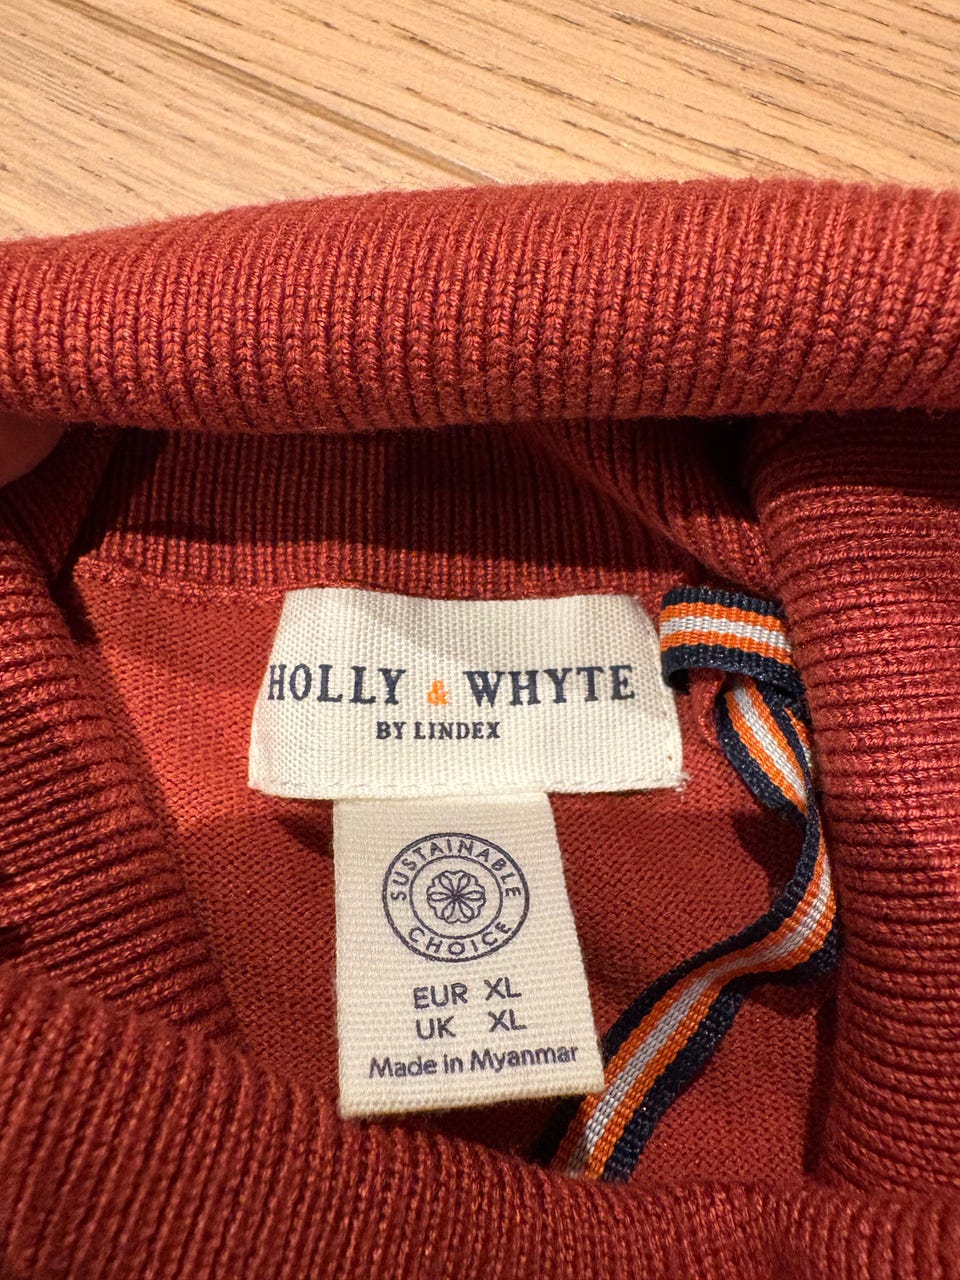 HOLLY & WHYTE
BY LINDEX
SUSTAINABLE
CHOICE
EUR XL
UK XL
Made in Myanmar